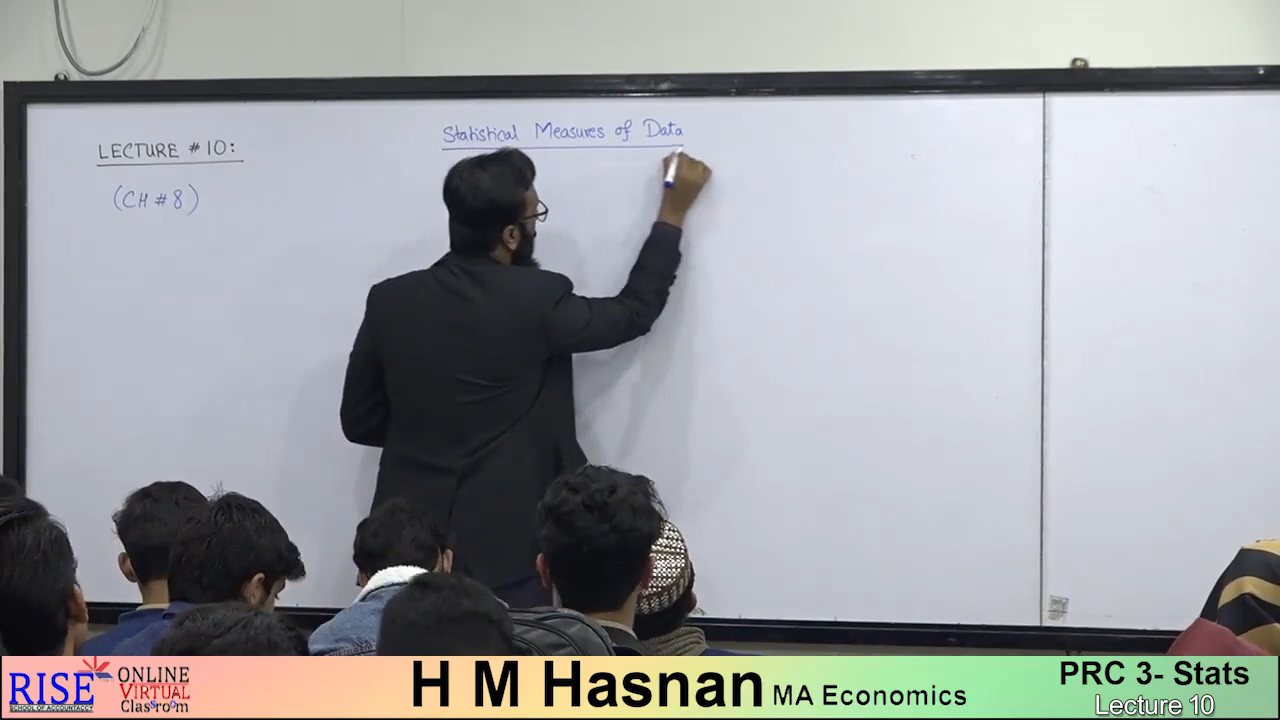 Statistical Measures of Data
LECTURE # 10:
(CH # 8)
RISE
SCHOOL OF ACCOUNTANCY
ONLINE
VIRTUAL
Classroom
H M Hasnan MA Economics
PRC 3- Stats
Lecture 10